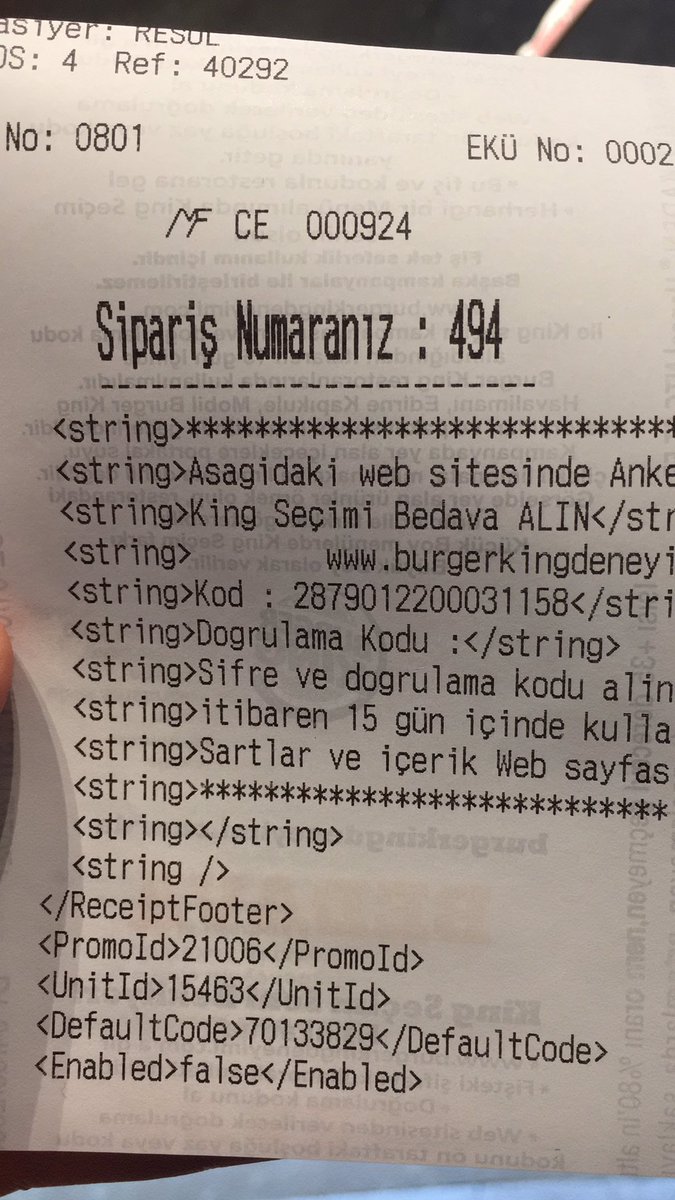 asiyer: RESUL
OS: 4 Ref: 40292
No: 0801
EKÜ No: 0002
MF CE 000924
Sipariş Numaranız : 494
------------------------------
<string>*****************************
<string>Asagidaki web sitesinde Anke
<string>King Seçimi Bedava ALIN</str
<string> www.burgerkingdeneyi
<string>Kod : 2879012200031158</stri
<string>Dogrulama Kodu :</string>
<string>Sifre ve dogrulama kodu alin
<string>itibaren 15 gün içinde kulla
<string>Sartlar ve içerik Web sayfas
<string>*****************************
<string></string>
<string />
</ReceiptFooter>
<PromoId>21006</PromoId>
<UnitId>15463</UnitId>
<DefaultCode>70133829</DefaultCode>
<Enabled>false</Enabled>